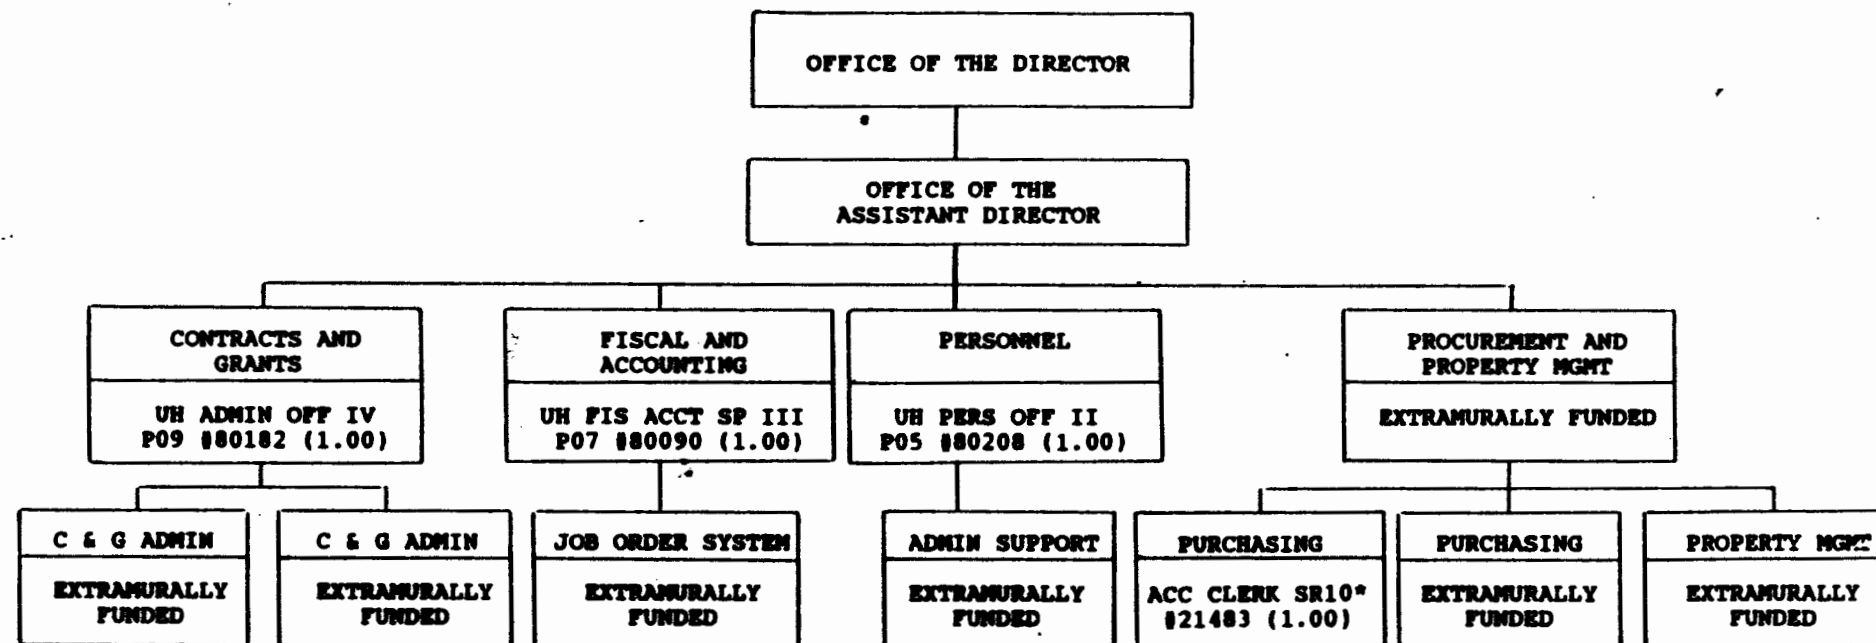 OFFICE OF THE DIRECTOR
OFFICE OF THE
ASSISTANT DIRECTOR
CONTRACTS AND
GRANTS
UH ADMIN OFF IV
P09 #80182 (1.00)
FISCAL AND
ACCOUNTING
UH FIS ACCT SP III
P07 #80090 (1.00)
PERSONNEL
UH PERS OFF II
P05 #80208 (1.00)
PROCUREMENT AND
PROPERTY MGMT
EXTRAMURALLY FUNDED
C & G ADMIN
EXTRAMURALLY
FUNDED
C & G ADMIN
EXTRAMURALLY
FUNDED
JOB ORDER SYSTEM
EXTRAMURALLY
FUNDED
ADMIN SUPPORT
EXTRAMURALLY
FUNDED
PURCHASING
ACC CLERK SR10*
#21483 (1.00)
PURCHASING
EXTRAMURALLY
FUNDED
PROPERTY MGMT
EXTRAMURALLY
FUNDED